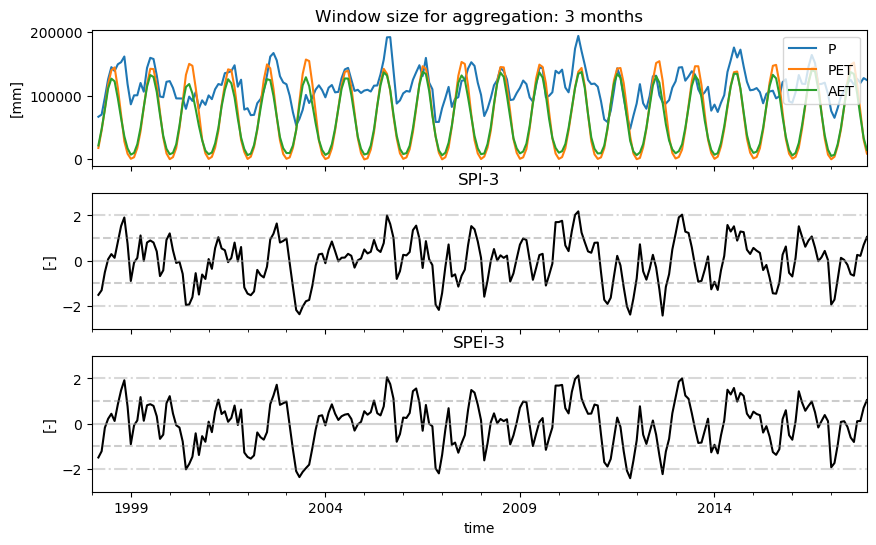 Window size for aggregation: 3 months
200000
100000
0
[mm]
P
PET
AET
SPI-3
2
0
−2
[-]
SPEI-3
2
0
−2
[-]
1999
2004
2009
2014
time